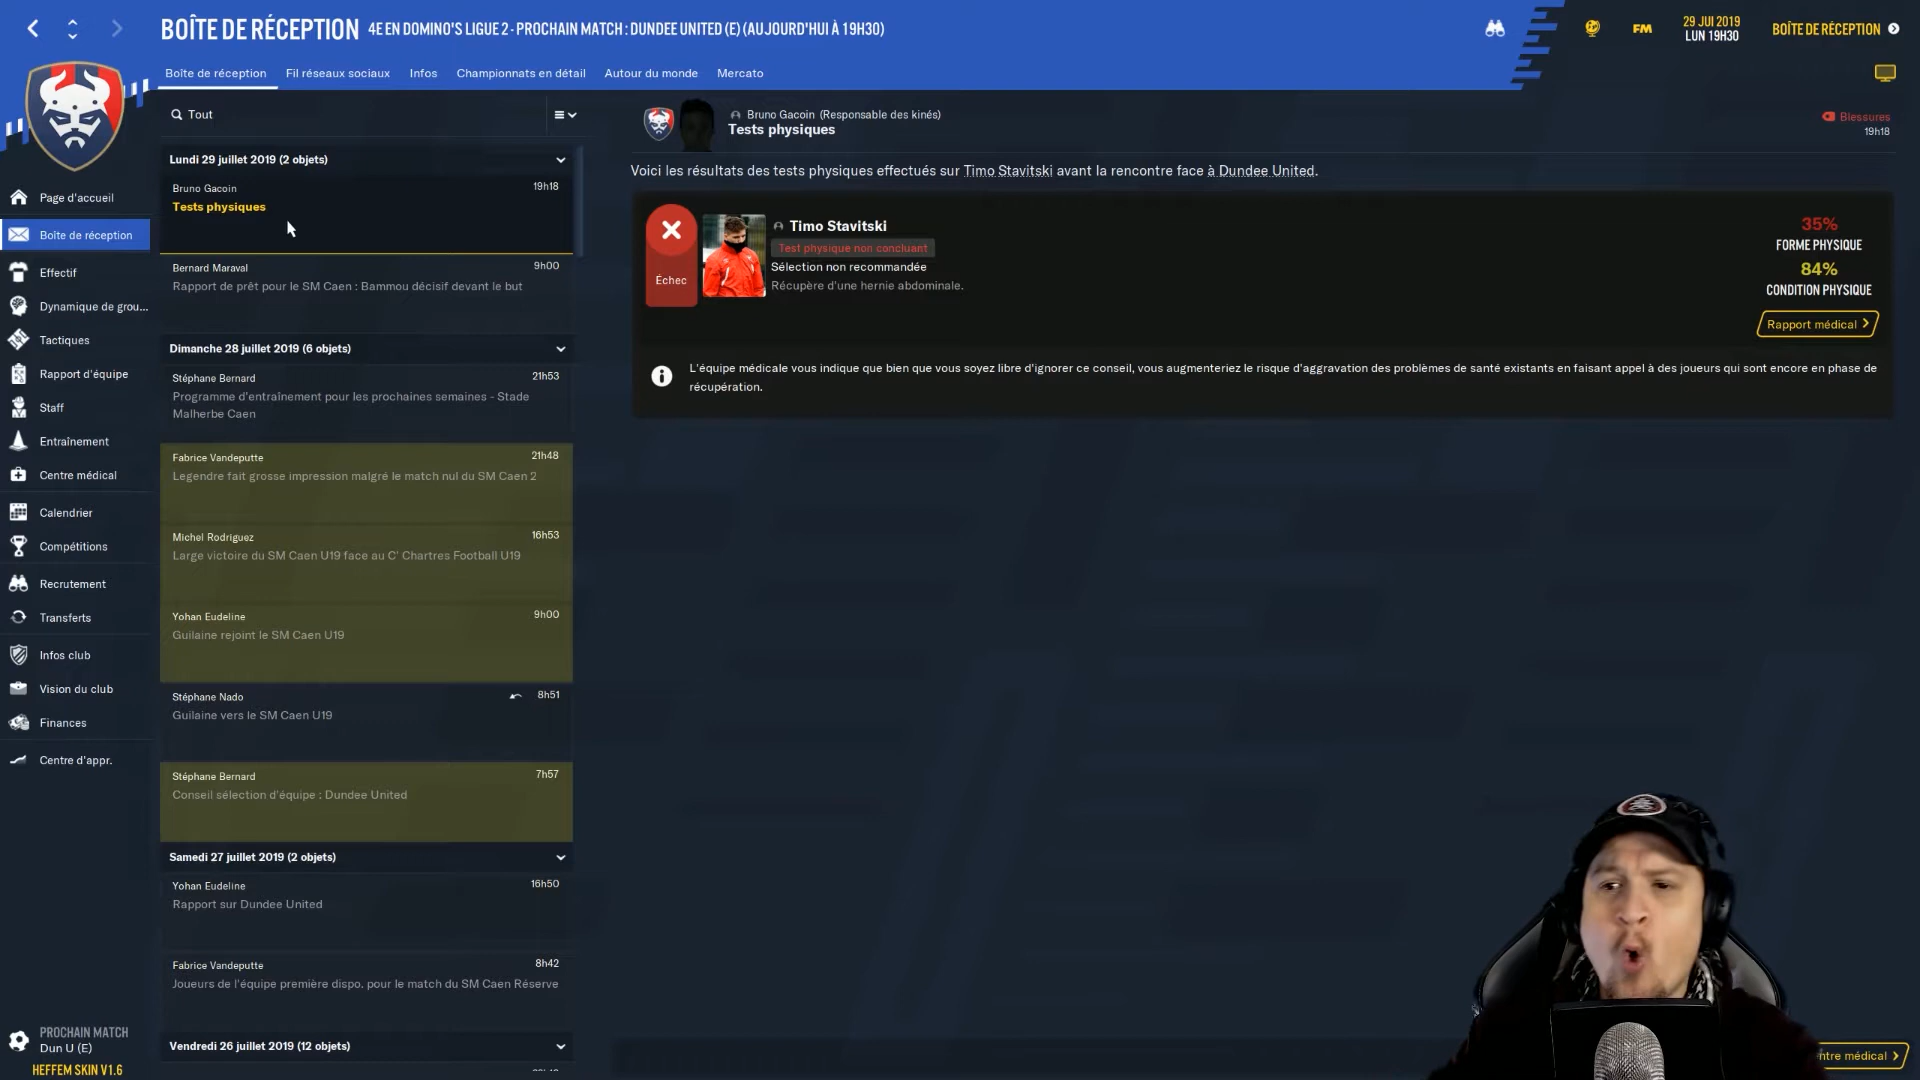 BOÎTE DE RÉCEPTION 4E EN DOMINO'S LIGUE 2 - PROCHAIN MATCH : DUNDEE UNITED (E) (AUJOURD'HUI À 19H30)
FM
29 JUI 2019
LUN 19H30
BOÎTE DE RÉCEPTION
Boîte de réception Fil réseaux sociaux Infos Championnats en détail Autour du monde Mercato
Page d'accueil
Boîte de réception
Effectif
Dynamique de grou...
Tactiques
Rapport d'équipe
Staff
Entraînement
Centre médical
Calendrier
Compétitions
Recrutement
Transferts
Infos club
Vision du club
Finances
Centre d'appr.
PROCHAIN MATCH
Dun U (E)
HEFFEM SKIN V1.6
Tout
Lundi 29 juillet 2019 (2 objets)
Bruno Gacoin 19h18
Tests physiques
Bernard Maraval 9h00
Rapport de prêt pour le SM Caen : Bammou décisif devant le but
Dimanche 28 juillet 2019 (6 objets)
Stéphane Bernard 21h53
Programme d'entraînement pour les prochaines semaines - Stade
Malherbe Caen
Fabrice Vandeputte 21h48
Legendre fait grosse impression malgré le match nul du SM Caen 2
Michel Rodriguez 16h53
Large victoire du SM Caen U19 face au C' Chartres Football U19
Yohan Eudeline 9h00
Guilaine rejoint le SM Caen U19
Stéphane Nado 8h51
Guilaine vers le SM Caen U19
Stéphane Bernard 7h57
Conseil sélection d'équipe : Dundee United
Samedi 27 juillet 2019 (2 objets)
Yohan Eudeline 16h50
Rapport sur Dundee United
Fabrice Vandeputte 8h42
Joueurs de l'équipe première dispo. pour le match du SM Caen Réserve
Vendredi 26 juillet 2019 (12 objets)
Bruno Gacoin (Responsable des kinés)
Tests physiques
Blessures
19h18
Voici les résultats des tests physiques effectués sur Timo Stavitski avant la rencontre face à Dundee United.
Échec
Timo Stavitski
Test physique non concluant
Sélection non recommandée
Récupère d'une hernie abdominale.
35%
FORME PHYSIQUE
84%
CONDITION PHYSIQUE
Rapport médical
L'équipe médicale vous indique que bien que vous soyez libre d'ignorer ce conseil, vous augmenteriez le risque d'aggravation des problèmes de santé existants en faisant appel à des joueurs qui sont encore en phase de
récupération.
ntre médical